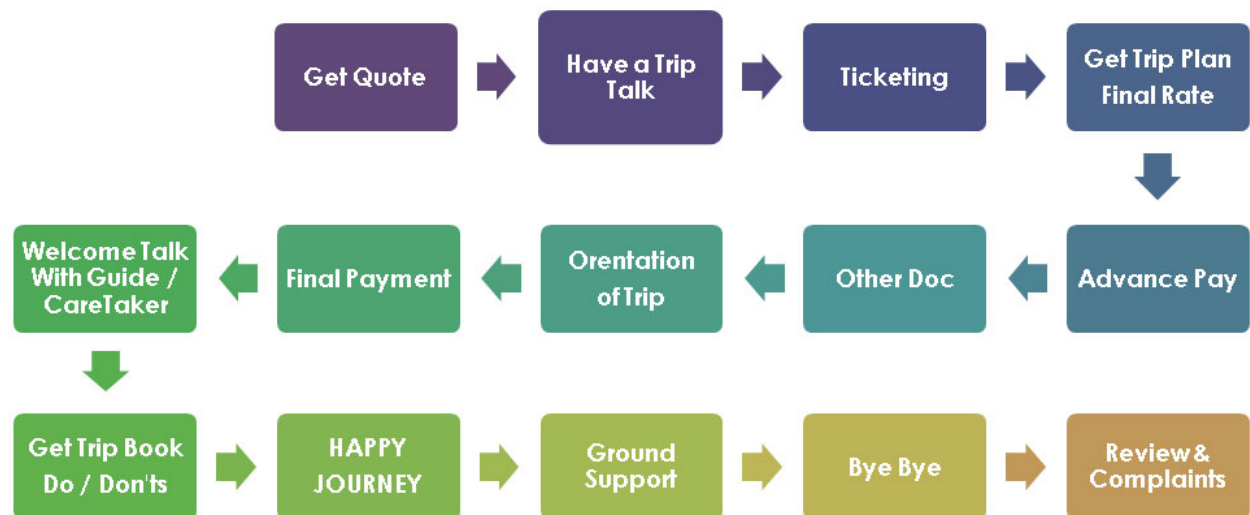 Get Quote
Have a Trip
Talk
Ticketing
Get Trip Plan
Final Rate
Advance Pay
Other Doc
Orentation
of Trip
Final Payment
Welcome Talk
With Guide /
CareTaker
Get Trip Book
Do / Don'ts
HAPPY
JOURNEY
Ground
Support
Bye Bye
Review &
Complaints